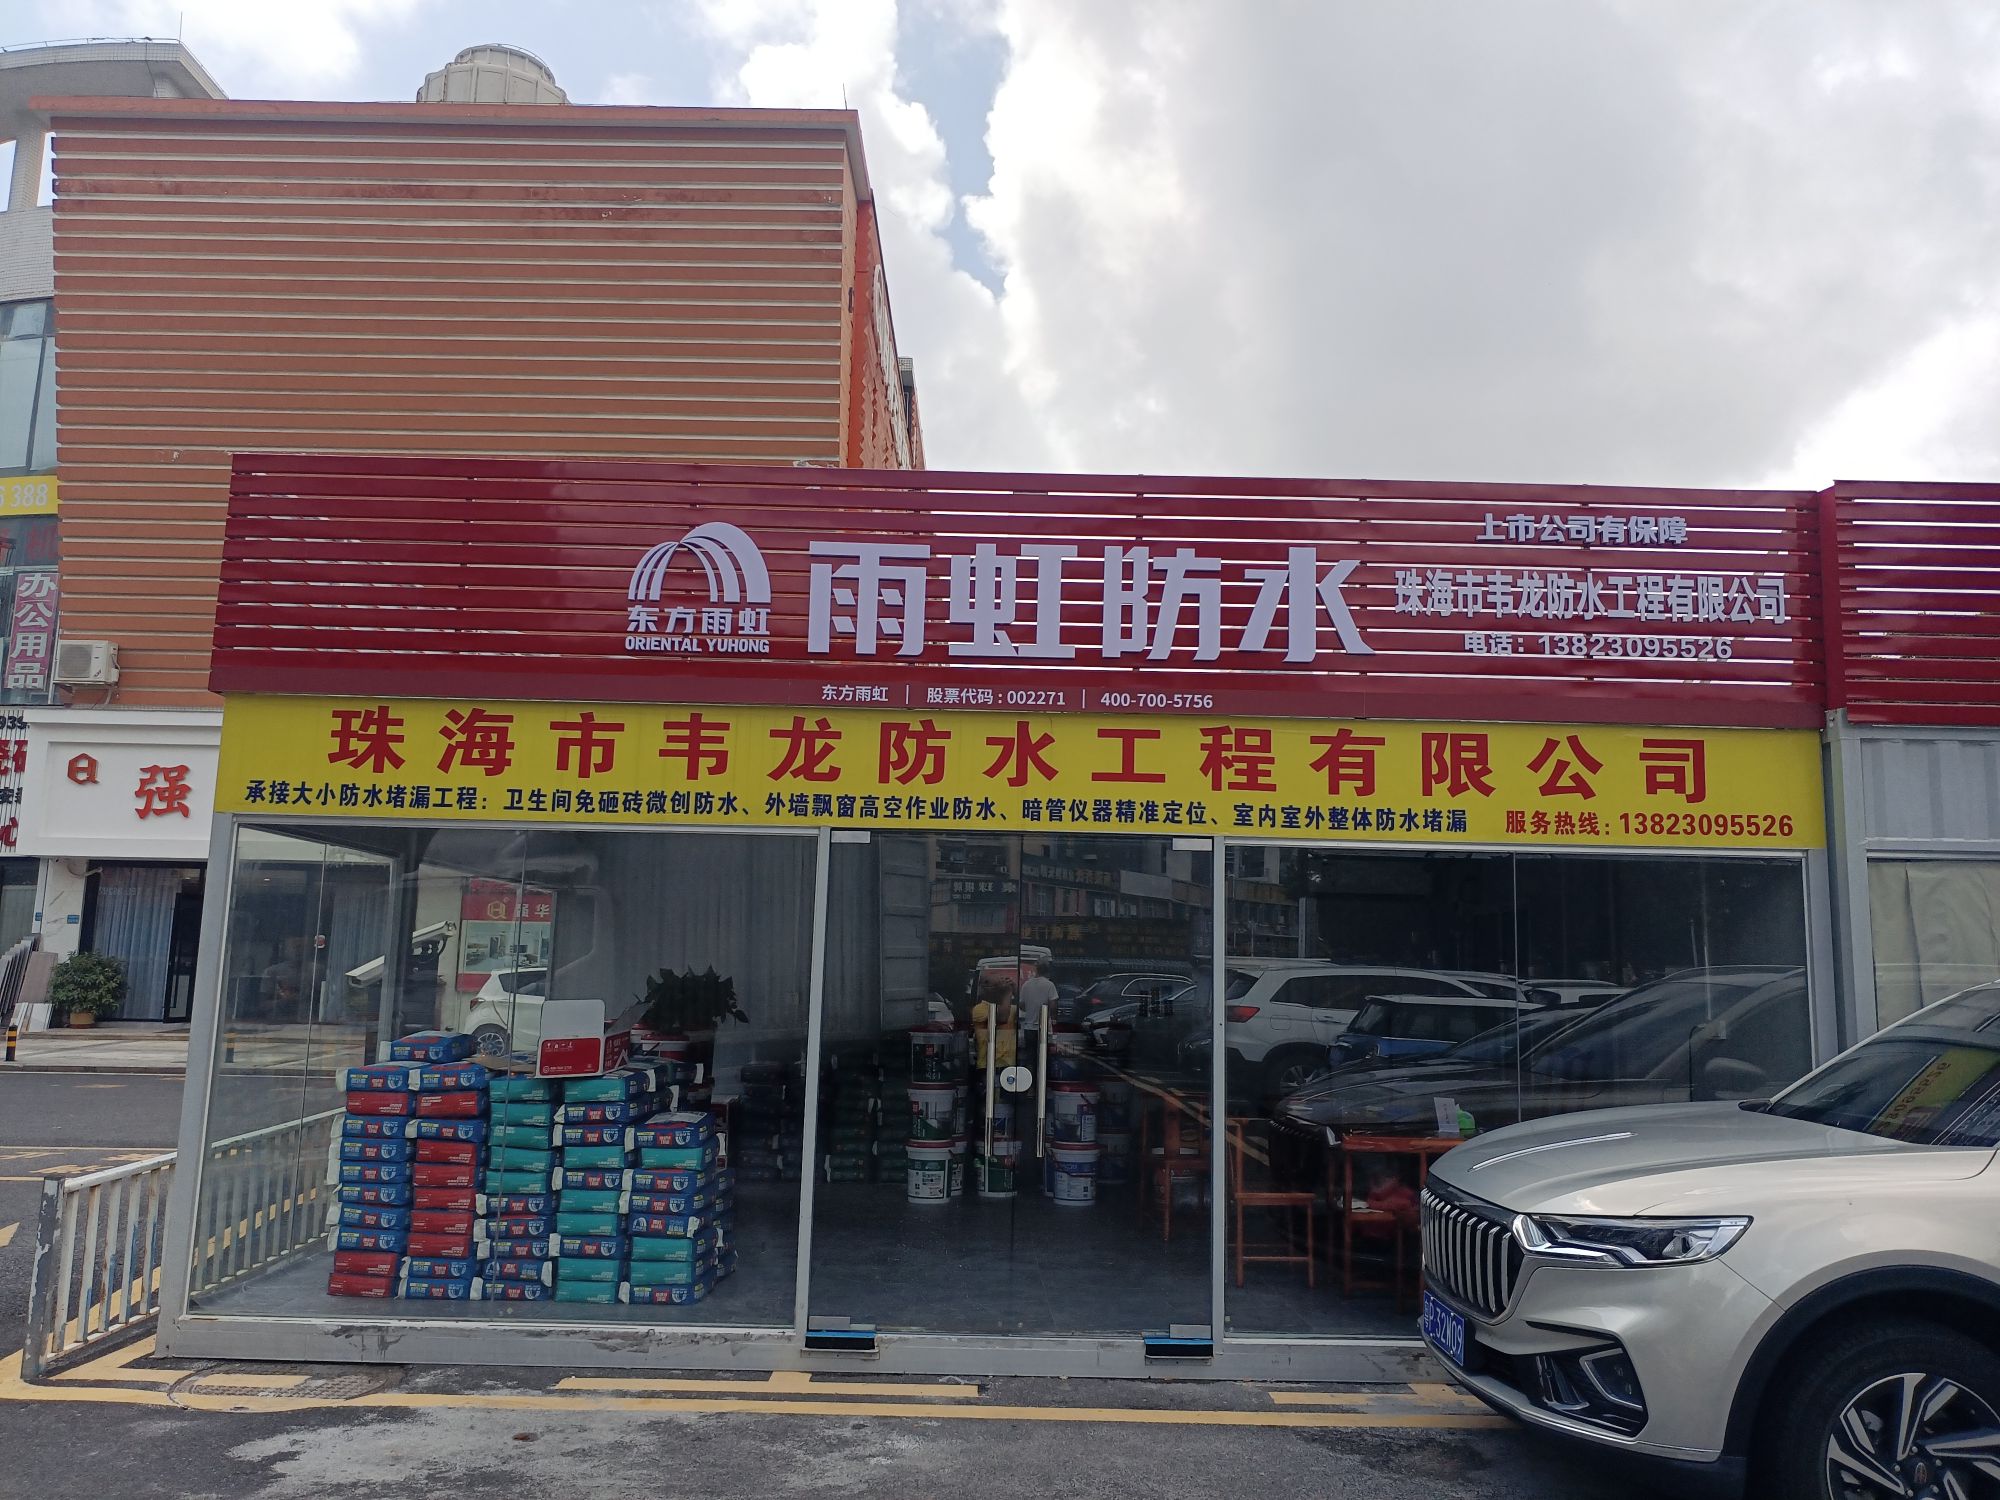 上市公司有保障
东方雨虹
ORIENTAL YUHONG
雨虹防水
珠海市韦龙防水工程有限公司
电话：13823095526
东方雨虹 | 股票代码：002271 | 400-700-5756
珠海市韦龙防水工程有限公司
承接大小防水堵漏工程：卫生间免砸砖微创防水、外墙飘窗高空作业防水、暗管仪器精准定位、室内室外整体防水堵漏
服务热线：13823095526
388
办公用品
强
强华
P·32W09